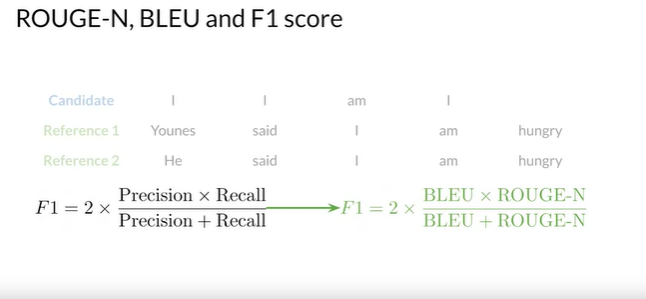 ROUGE-N, BLEU and F1 score
Candidate I I am I
Reference 1 Younes said I am hungry
Reference 2 He said I am hungry
F1 = 2 × Precision × Recall / Precision + Recall → F1 = 2 × BLEU × ROUGE-N / BLEU + ROUGE-N